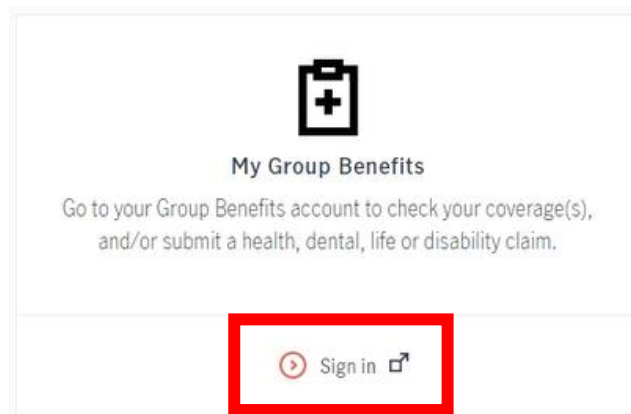 My Group Benefits
Go to your Group Benefits account to check your coverage(s),
and/or submit a health, dental, life or disability claim.
Sign in